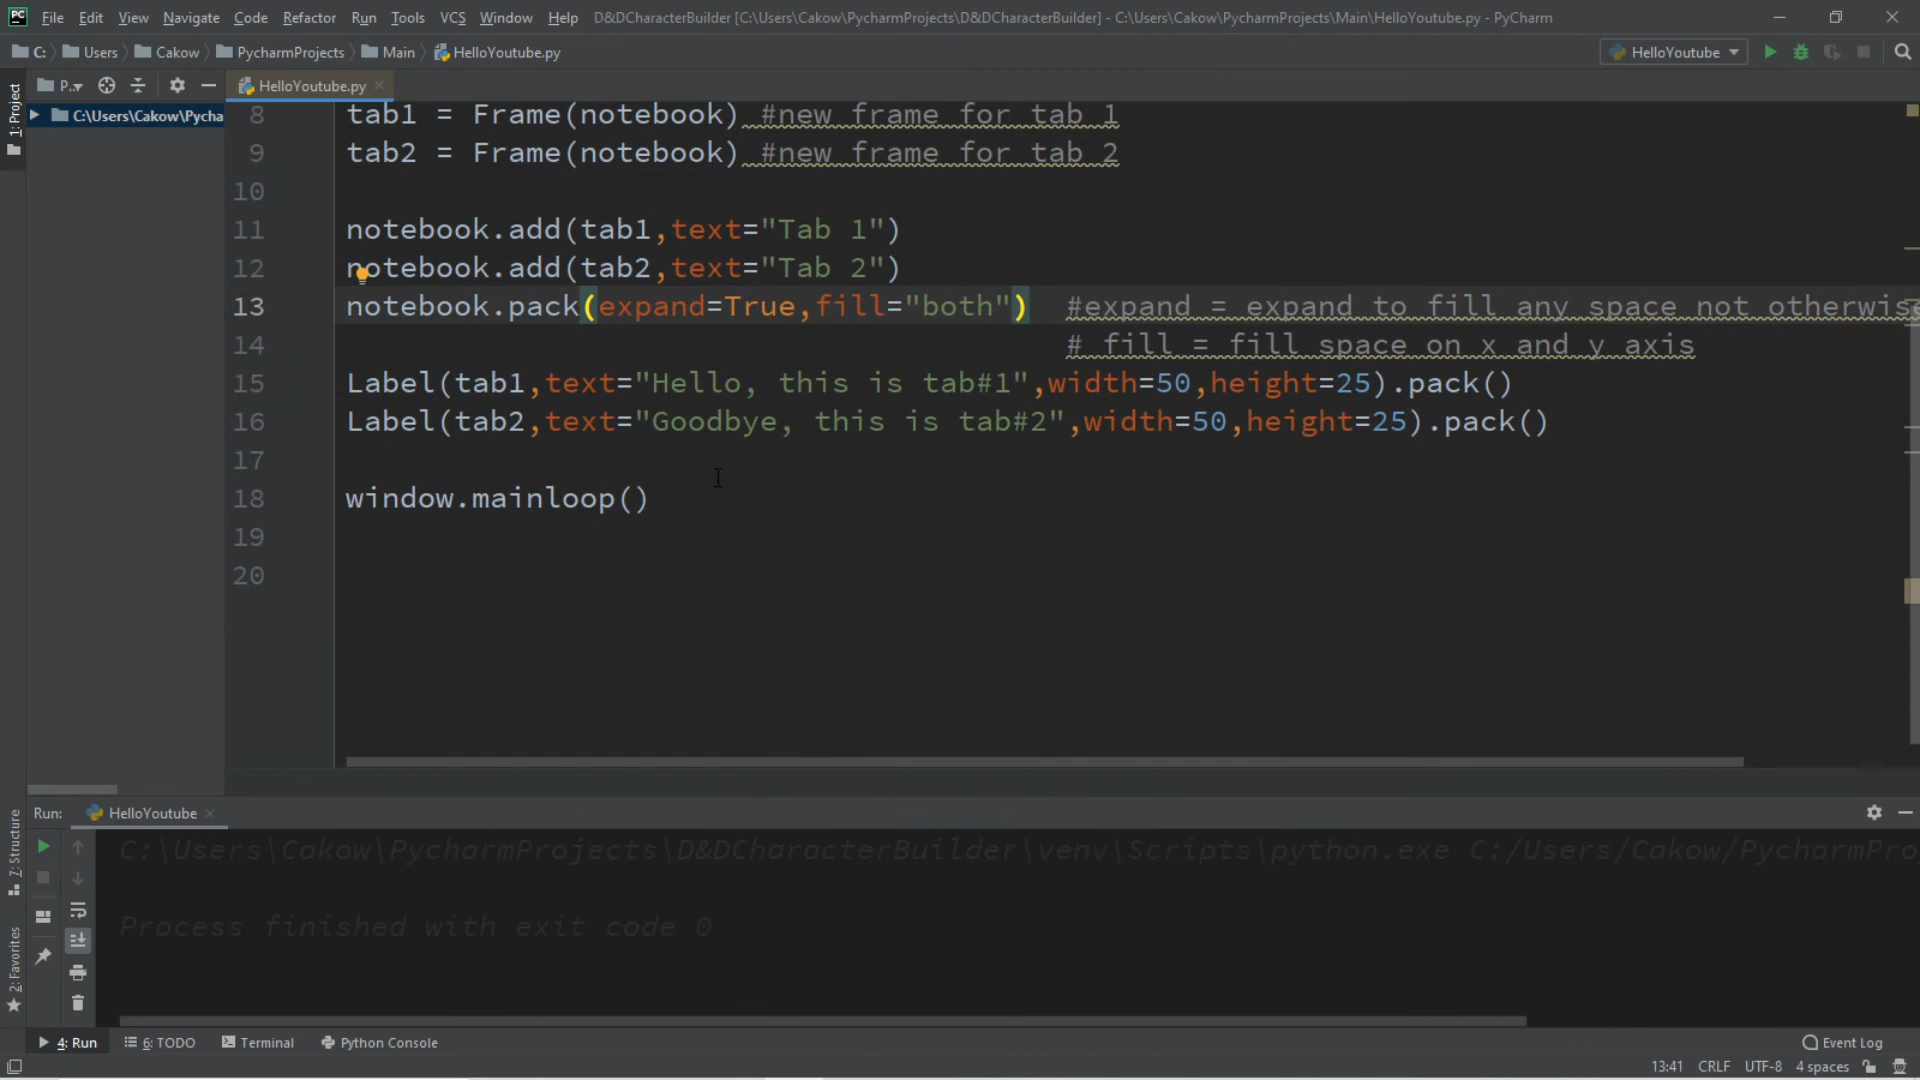 PC File Edit View Navigate Code Refactor Run Tools VCS Window Help D&DCharacterBuilder [C:\Users\Cakow\PycharmProjects\D&DCharacterBuilder] - C:\Users\Cakow\PycharmProjects\Main\HelloYoutube.py - PyCharm
C: Users Cakow PycharmProjects Main HelloYoutube.py HelloYoutube
1: Project
P.. HelloYoutube.py
C:\Users\Cakow\Pycha
8 tab1 = Frame(notebook) #new frame for tab 1
9 tab2 = Frame(notebook) #new frame for tab 2
10
11 notebook.add(tab1,text="Tab 1")
12 notebook.add(tab2,text="Tab 2")
13 notebook.pack(expand=True,fill="both") #expand = expand to fill any space not otherwise
14 # fill = fill space on x and y axis
15 Label(tab1,text="Hello, this is tab#1",width=50,height=25).pack()
16 Label(tab2,text="Goodbye, this is tab#2",width=50,height=25).pack()
17
18 window.mainloop()
19
20
Run: HelloYoutube
7: Structure
2: Favorites
C:\Users\Cakow\PycharmProjects\D&DCharacterBuilder\venv\Scripts\python.exe C:/Users/Cakow/PycharmPro
Process finished with exit code 0
4: Run 6: TODO Terminal Python Console Event Log
13:41 CRLF UTF-8 4 spaces